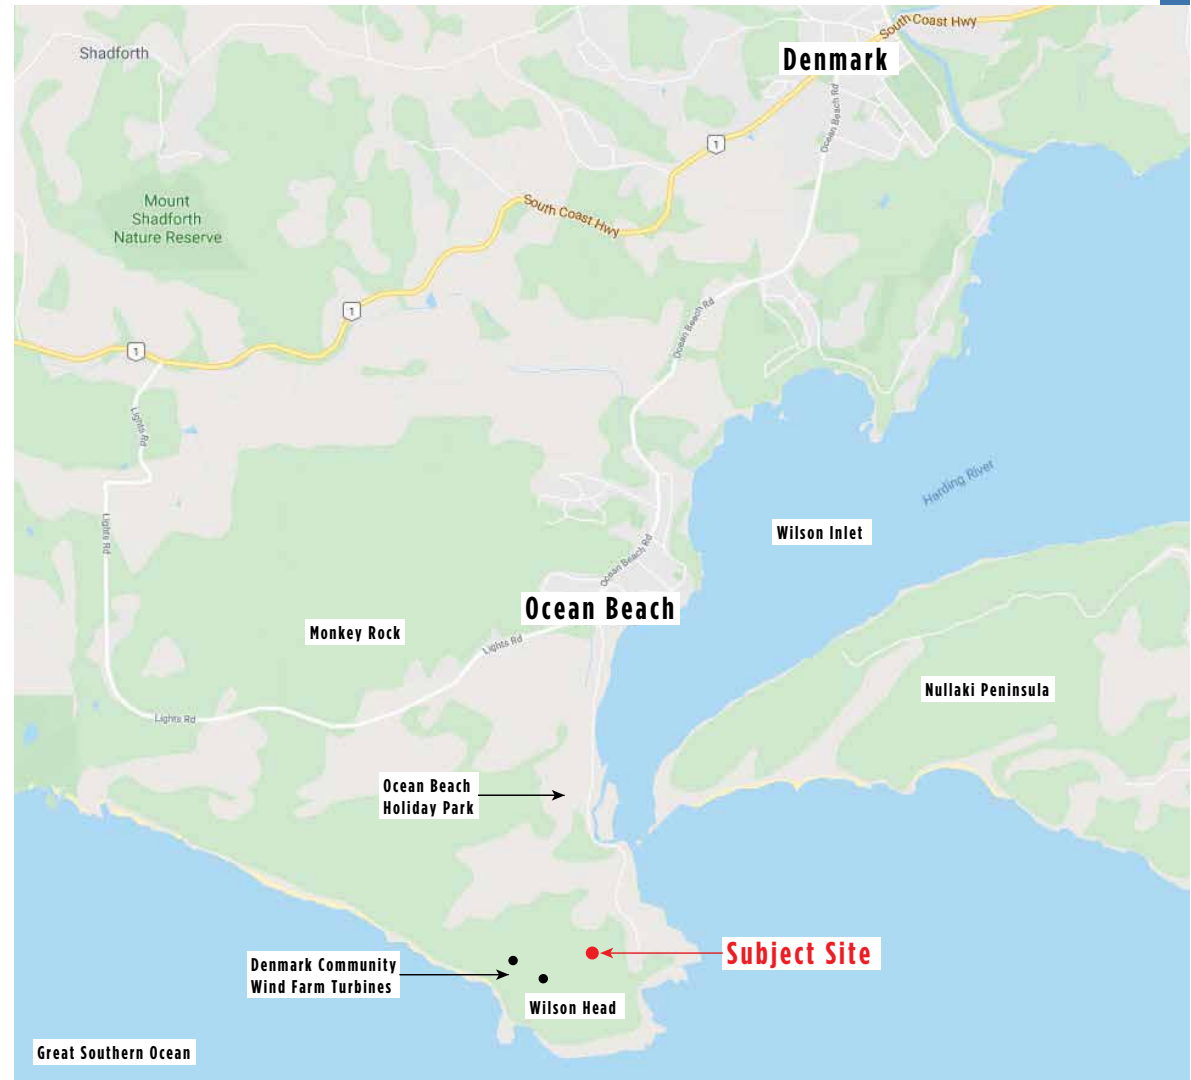 South Coast Hwy
Shadforth
Denmark
Ocean Beach Rd
1
Mount
Shadforth
Nature Reserve
South Coast Hwy
1
Ocean Beach Rd
1
Lights Rd
Harding River
Lights Rd
Wilson Inlet
Ocean Beach Rd
Ocean Beach
Monkey Rock
Lights Rd
Nullaki Peninsula
Lights Rd
Ocean Beach
Holiday Park
Subject Site
Denmark Community
Wind Farm Turbines
Wilson Head
Great Southern Ocean